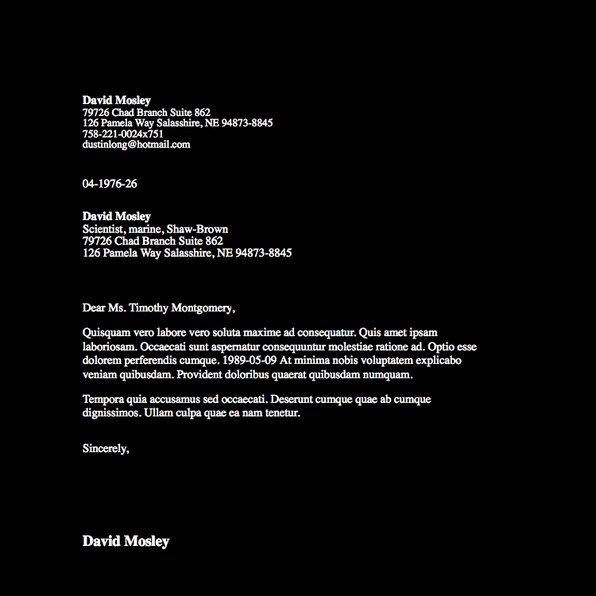 David Mosley
79726 Chad Branch Suite 862
126 Pamela Way Salasshire, NE 94873-8845
758-221-0024x751
dustinlong@hotmail.com
04-1976-26
David Mosley
Scientist, marine, Shaw-Brown
79726 Chad Branch Suite 862
126 Pamela Way Salasshire, NE 94873-8845
Dear Ms. Timothy Montgomery,
Quisquam vero labore vero soluta maxime ad consequatur. Quis amet ipsam
laboriosam. Occaecati sunt aspernatur consequuntur molestiae ratione ad. Optio esse
dolorem perferendis cumque. 1989-05-09 At minima nobis voluptatem explicabo
veniam quibusdam. Provident doloribus quaerat quibusdam numquam.
Tempora quia accusamus sed occaecati. Deserunt cumque quae ab cumque
dignissimos. Ullam culpa quae ea nam tenetur.
Sincerely,
David Mosley